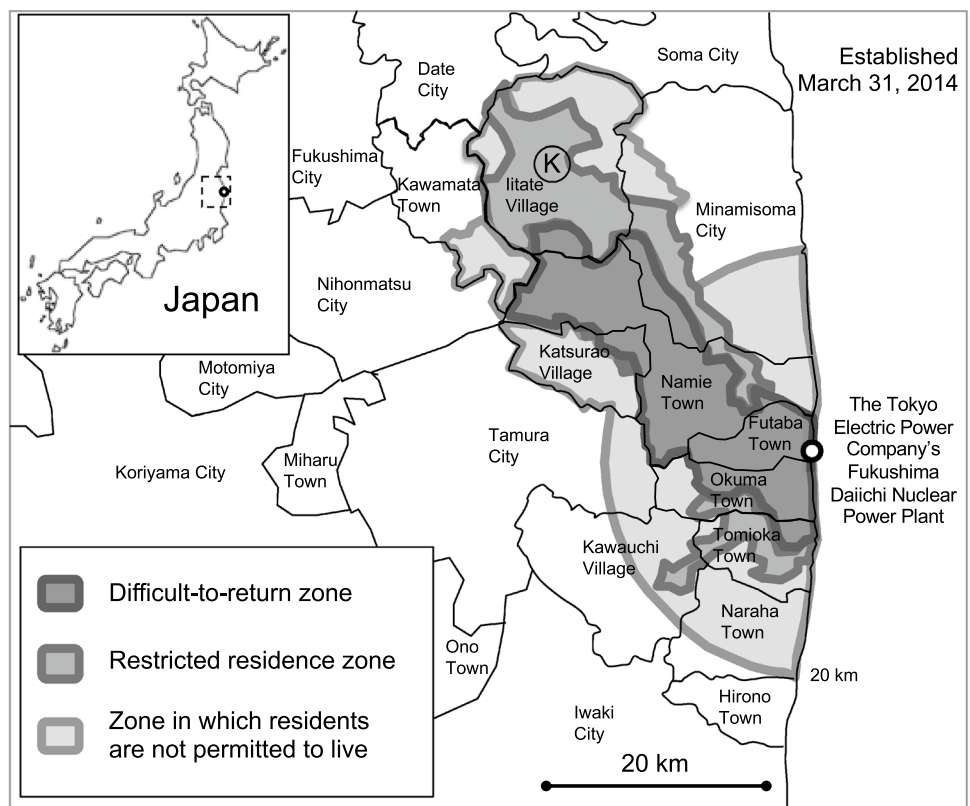 Established
March 31, 2014
Soma City
Date
City
Fukushima
City
Kawamata
Town
K
Iitate
Village
Minamisoma
City
Japan
Nihonmatsu
City
Katsurao
Village
Motomiya
City
Namie
Town
Futaba
Town
The Tokyo
Electric Power
Company's
Fukushima
Daiichi Nuclear
Power Plant
Tamura
City
Koriyama City
Miharu
Town
Okuma
Town
Tomioka
Town
Kawauchi
Village
Naraha
Town
Difficult-to-return zone
Restricted residence zone
Zone in which residents
are not permitted to live
Ono
Town
20 km
Hirono
Town
Iwaki
City
20 km